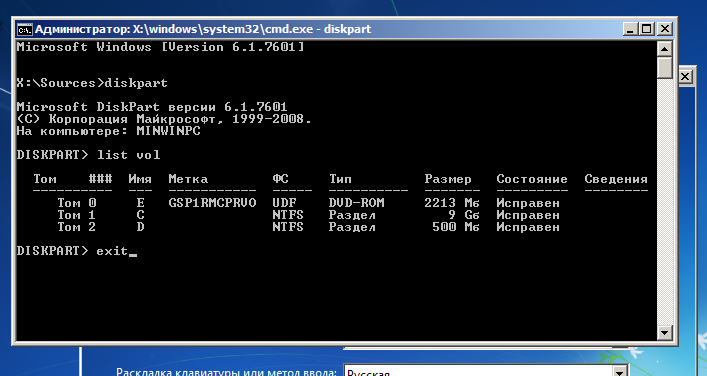 Администратор: X:\windows\system32\cmd.exe - diskpart
Microsoft Windows [Version 6.1.7601]
X:\Sources>diskpart
Microsoft DiskPart версии 6.1.7601
(C) Корпорация Майкрософт, 1999-2008.
На компьютере: MINWINPC
DISKPART> list vol
Том ### Имя Метка ФС Тип Размер Состояние Сведения
---------- --- ----------- ----- ---------- ------- --------- --------
Том 0 E GSP1RMCPRVO UDF DVD-ROM 2213 Mб Исправен
Том 1 C NTFS Раздел 9 Gб Исправен
Том 2 D NTFS Раздел 500 Mб Исправен
DISKPART> exit_
Раскладка клавиатуры или метод ввода: Русская